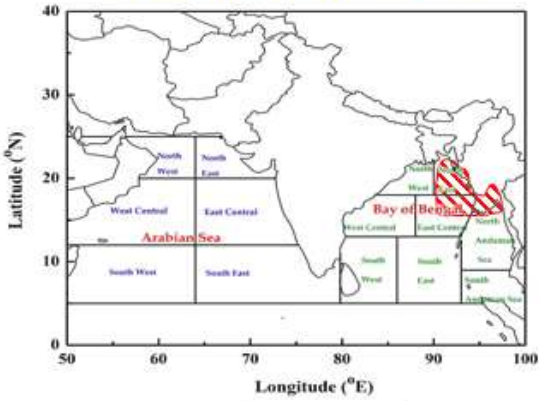 40
30
20
10
0
50 60 70 80 90 100
Latitude (°N)
Longitude (°E)
North
West
North
East
West Central
East Central
Arabian Sea
South West
South East
North
West
Bay of Bengal
West Central
East Central
South
West
South
East
North
Andaman
Sea
South
Andaman Sea